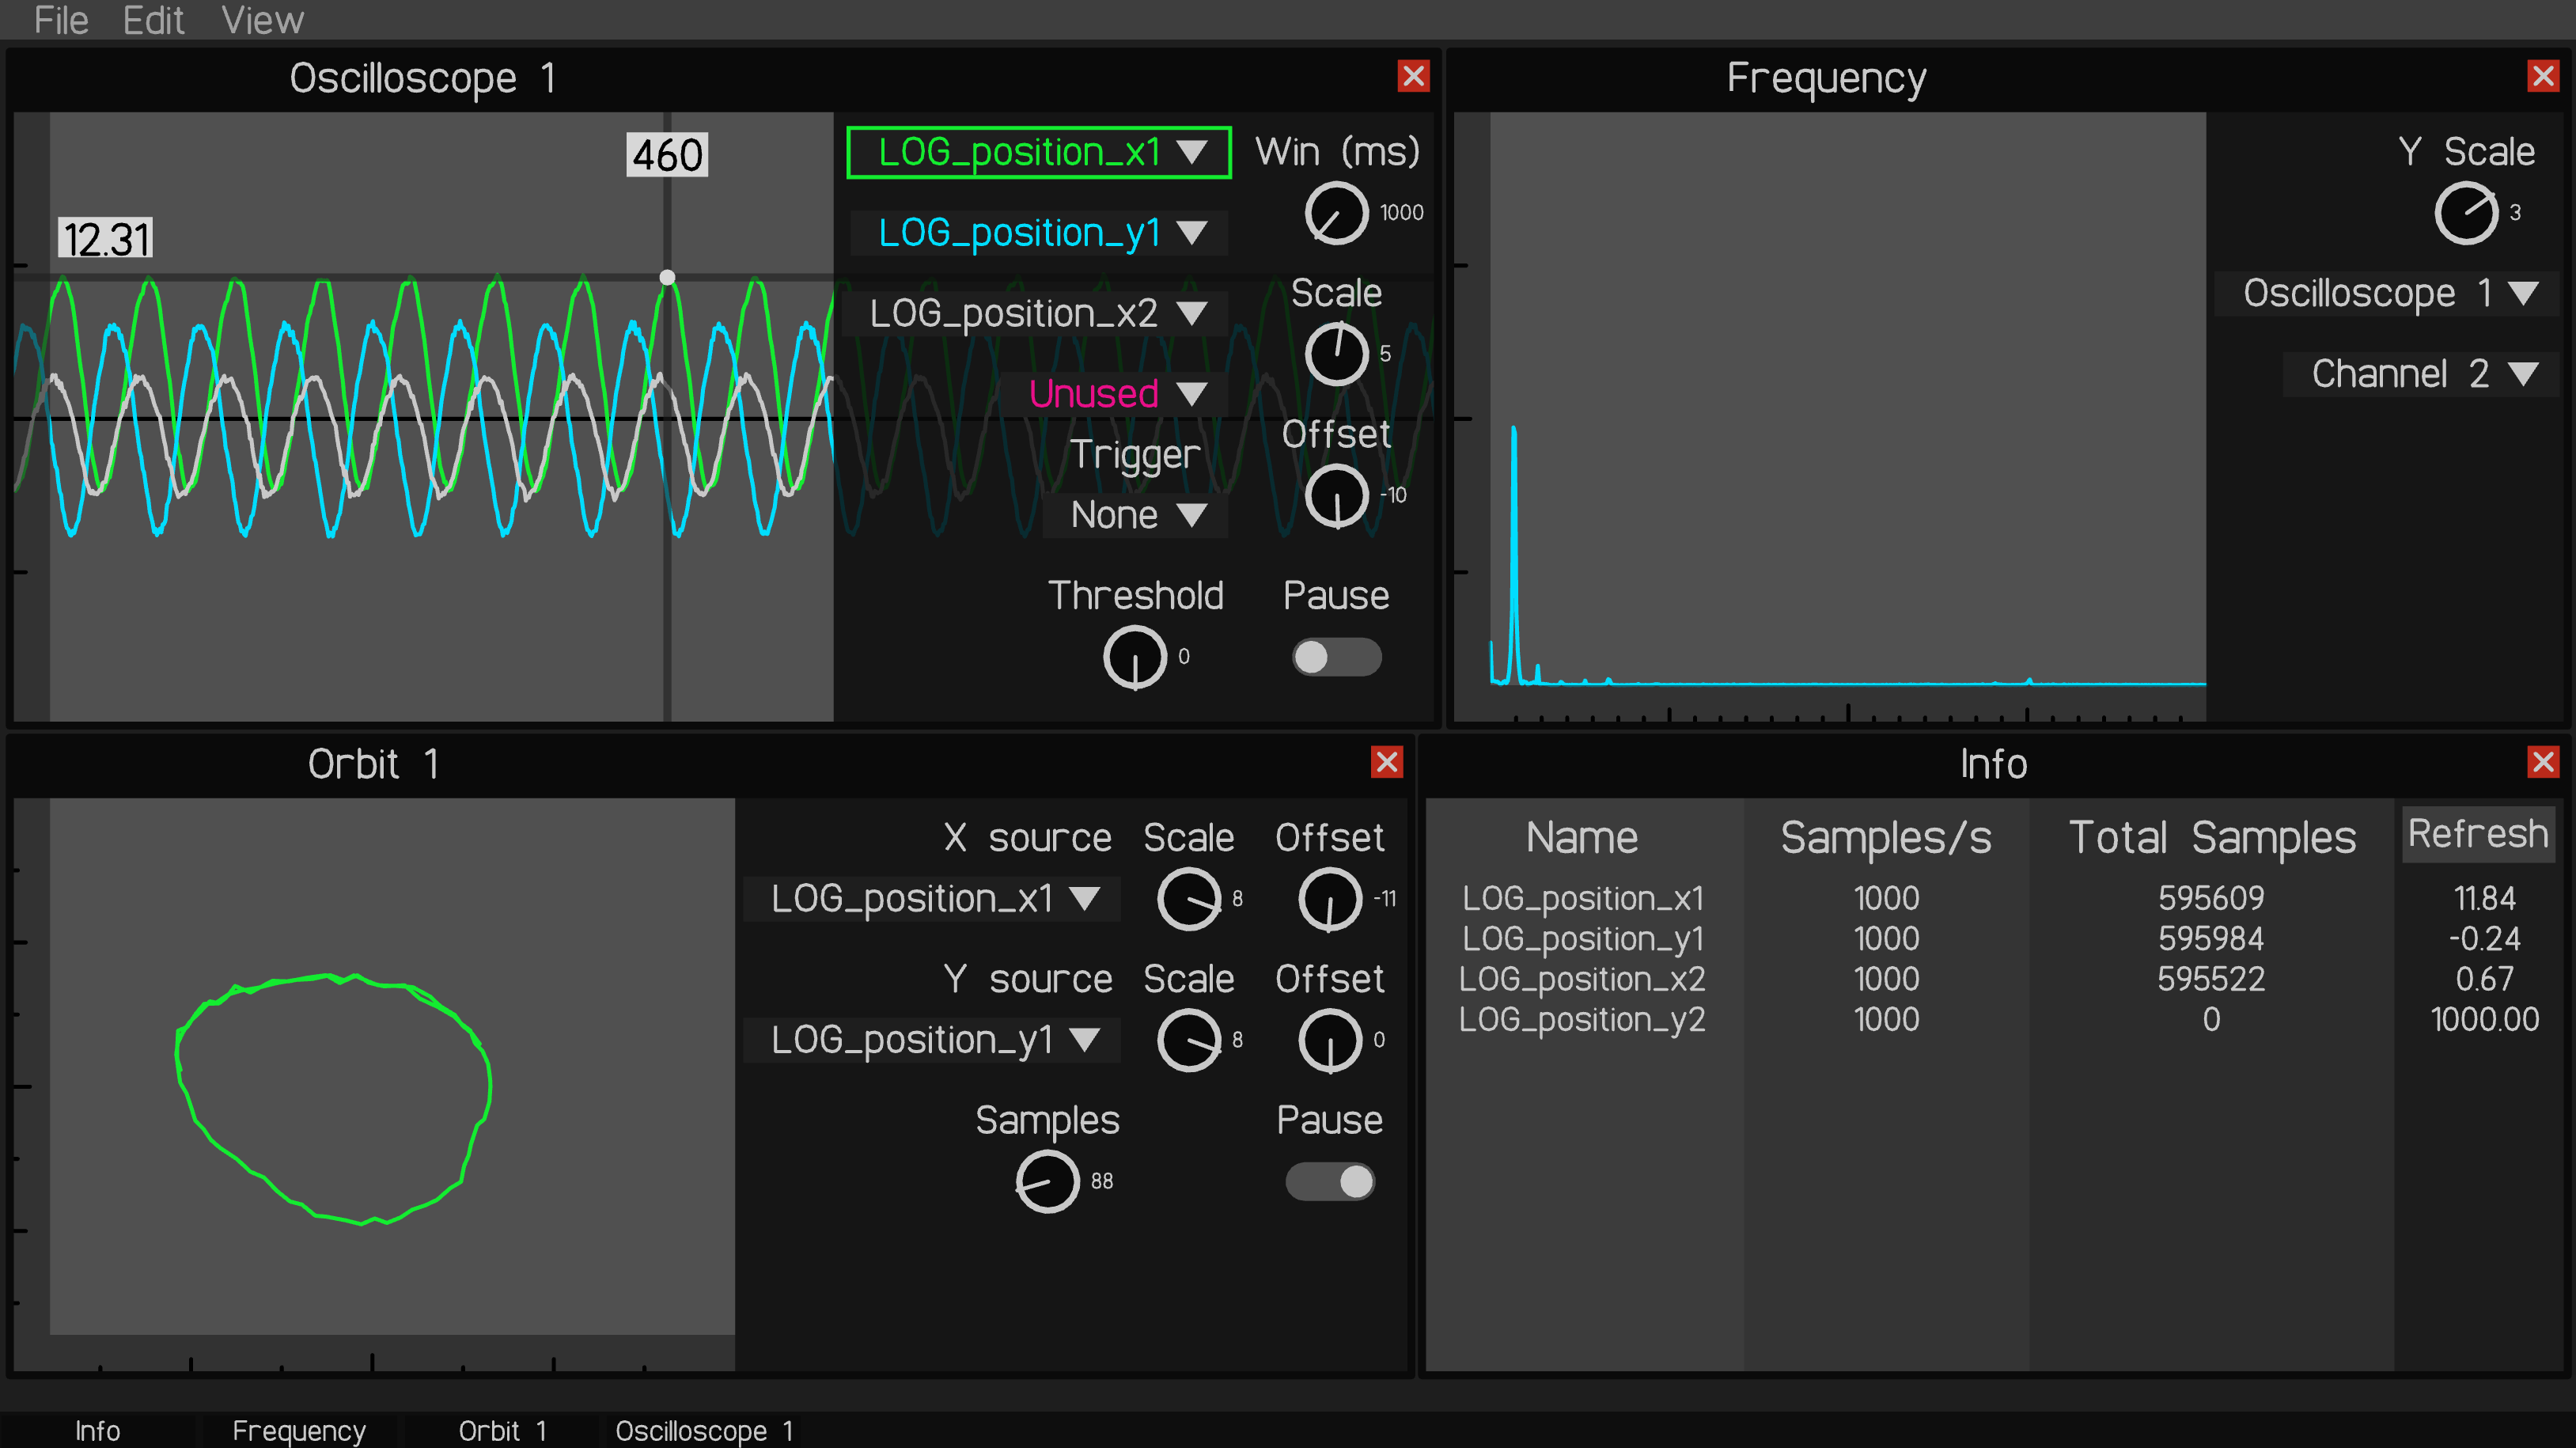 File Edit View
Oscilloscope 1
12.31
460
LOG_position_x1
LOG_position_y1
LOG_position_x2
Unused
Trigger
None
Threshold
0
Win (ms)
1000
Scale
5
Offset
-10
Pause
Frequency
Y Scale
3
Oscilloscope 1
Channel 2
Orbit 1
X source Scale Offset
LOG_position_x1 8 -11
Y source Scale Offset
LOG_position_y1 8 0
Samples Pause
88
Info
Name Samples/s Total Samples Refresh
LOG_position_x1 1000 595609 11.84
LOG_position_y1 1000 595984 -0.24
LOG_position_x2 1000 595522 0.67
LOG_position_y2 1000 0 1000.00
Info Frequency Orbit 1 Oscilloscope 1